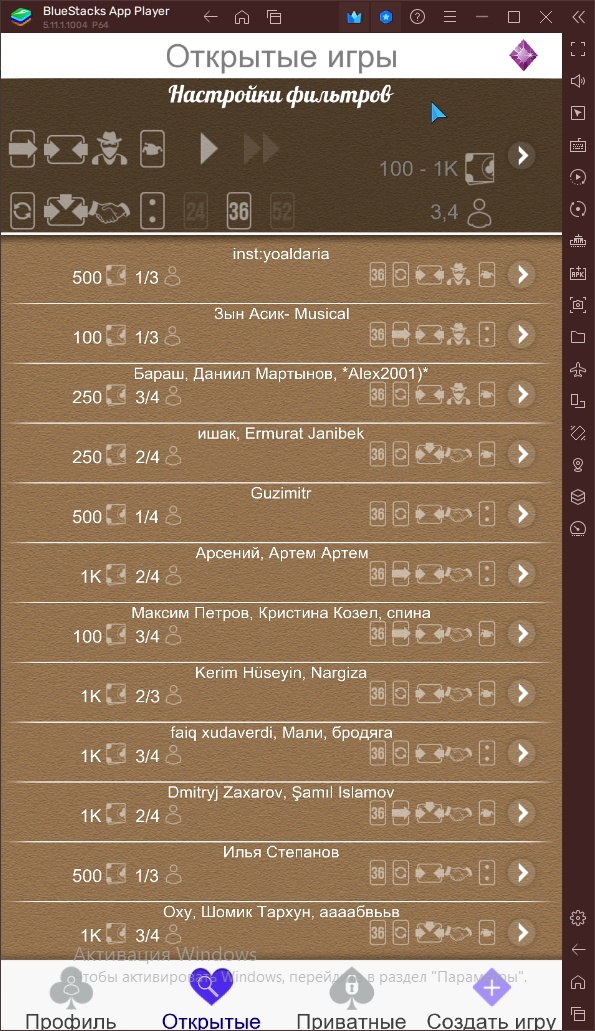 BlueStacks App Player
5.11.1.1004 P64
Открытые игры
Настройки фильтров
100 - 1K
24 36 52 3,4
inst:yoaldaria
500 1/3 36
Зын Асик- Musical
100 1/3 36
Бараш, Даниил Мартынов, *Alex2001)*
250 3/4 36
ишак, Ermurat Janibek
250 2/4 36
Guzimitr
500 1/4 36
Арсений, Артем Артем
1K 2/4 36
Максим Петров, Кристина Козел, спина
100 3/4 36
Kerim Hüseyin, Nargiza
1K 2/3 36
faiq xudaverdi, Мали, бродяга
1K 3/4 36
Dmitryj Zaxarov, Şamıl Islamov
1K 2/4 36
Илья Степанов
500 1/3 36
Оху, Шомик Тархун, аааабввьв
1K 3/4 36
Активация Windows
Чтобы активировать Windows, перейдите в раздел "Параметры".
Профиль Открытые Приватные Создать игру